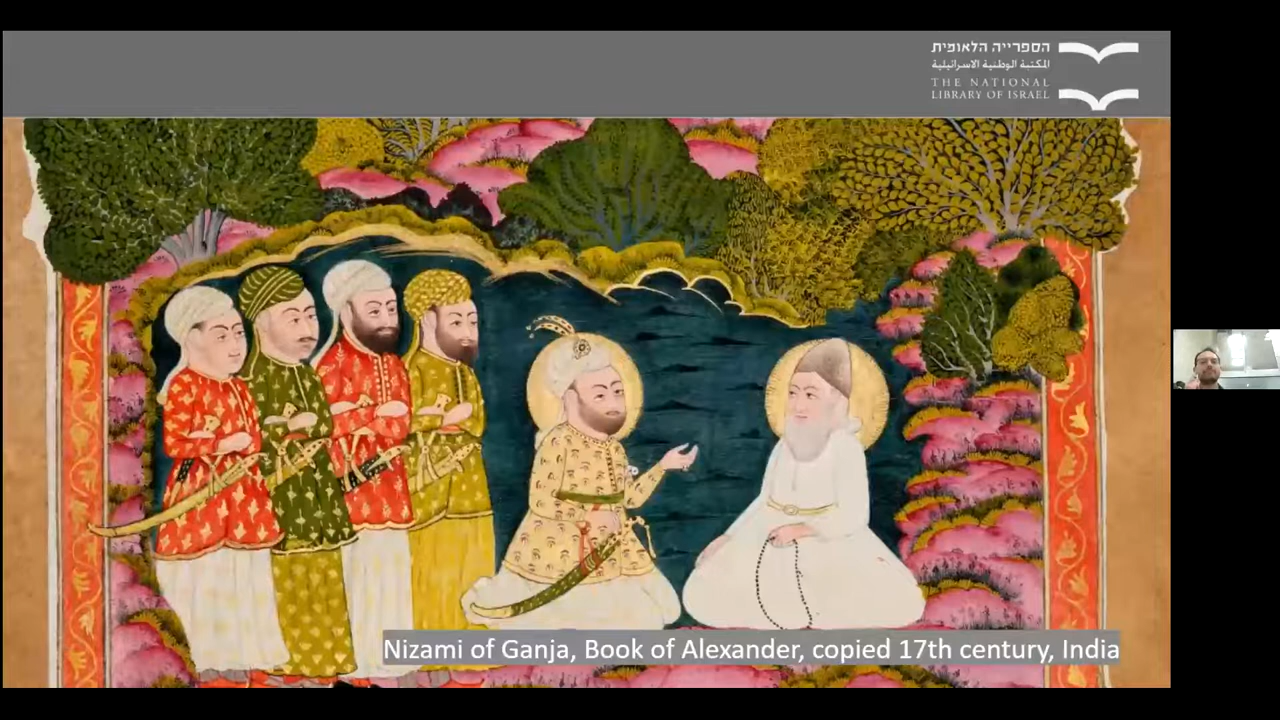 הספרייה הלאומית
المكتبة الوطنية الاسرائيلية
THE NATIONAL
LIBRARY OF ISRAEL
Nizami of Ganja, Book of Alexander, copied 17th century, India